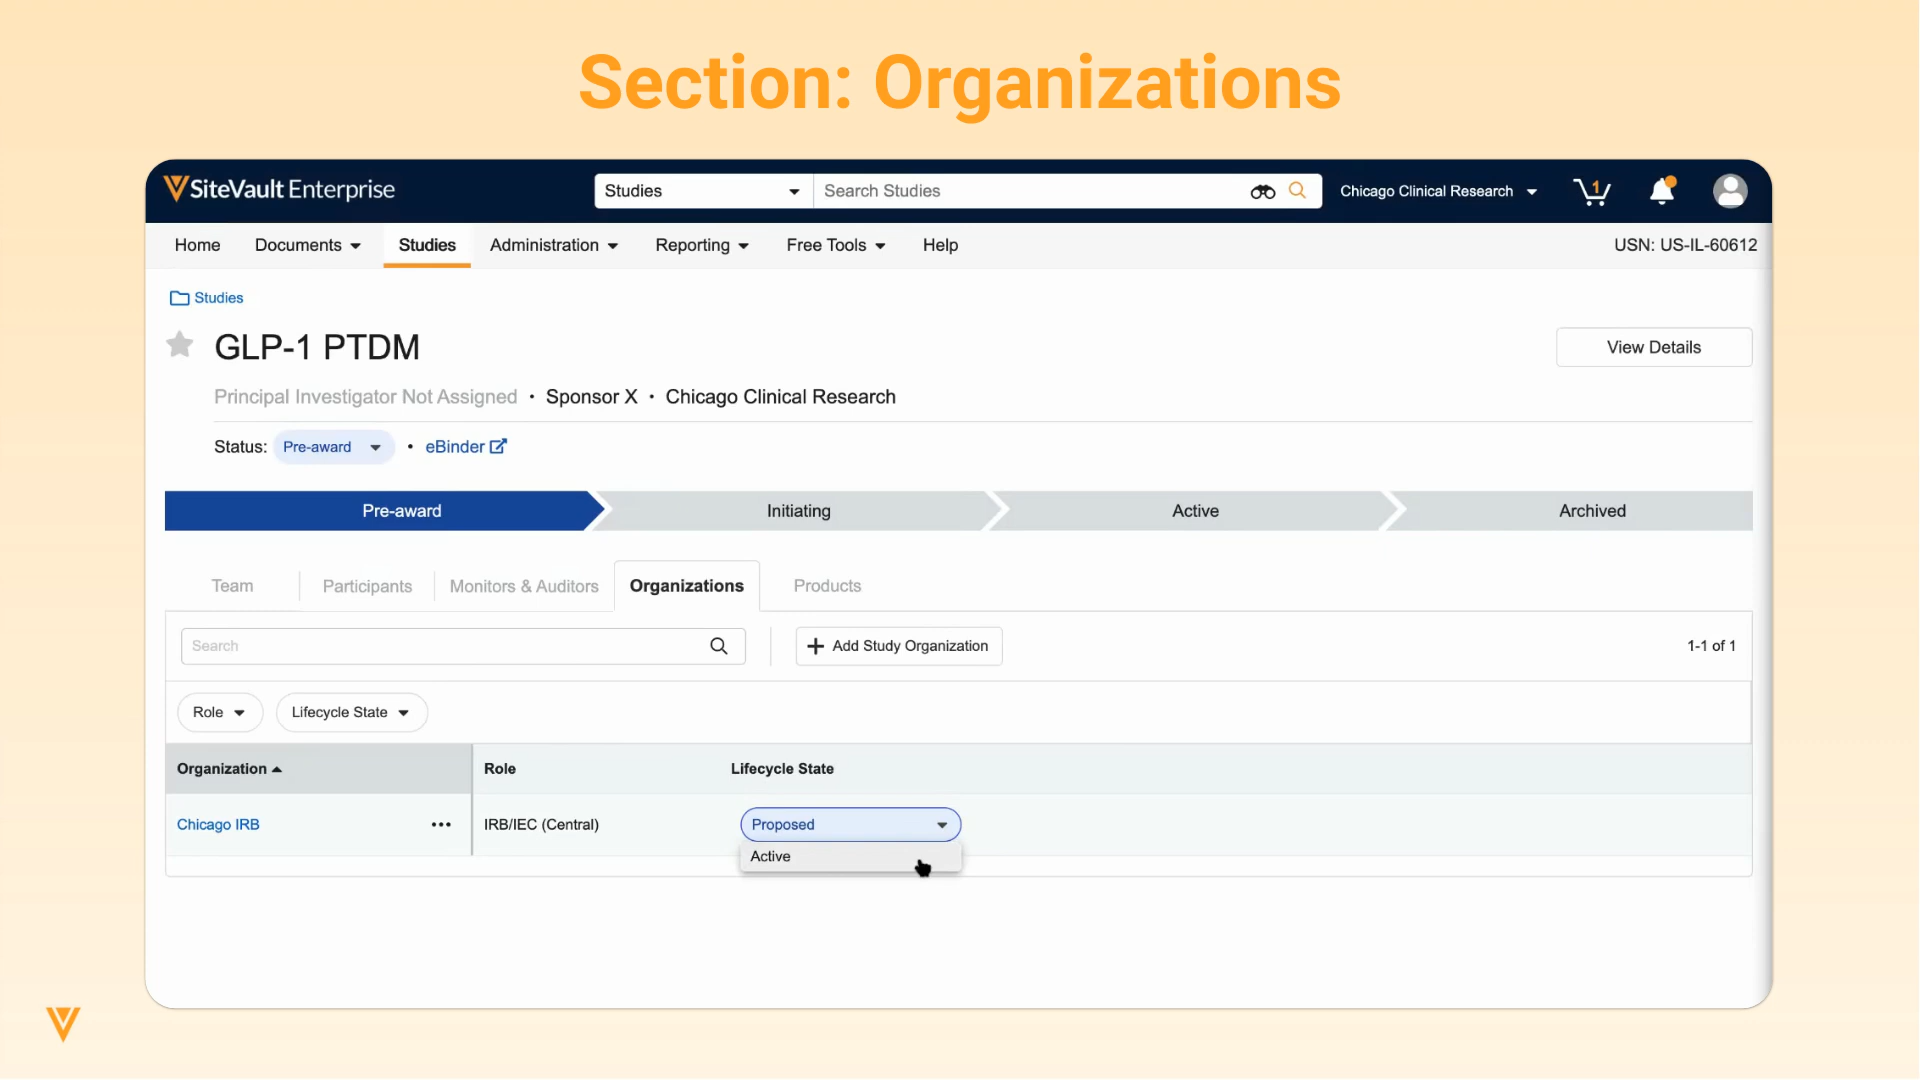 Section: Organizations
SiteVault Enterprise
Studies
Search Studies
Chicago Clinical Research
1
Home
Documents
Studies
Administration
Reporting
Free Tools
Help
USN: US-IL-60612
Studies
GLP-1 PTDM
View Details
Principal Investigator Not Assigned • Sponsor X • Chicago Clinical Research
Status: Pre-award • eBinder
Pre-award
Initiating
Active
Archived
Team
Participants
Monitors & Auditors
Organizations
Products
Search
Add Study Organization
1-1 of 1
Role
Lifecycle State
Organization
Role
Lifecycle State
Chicago IRB
IRB/IEC (Central)
Proposed
Active